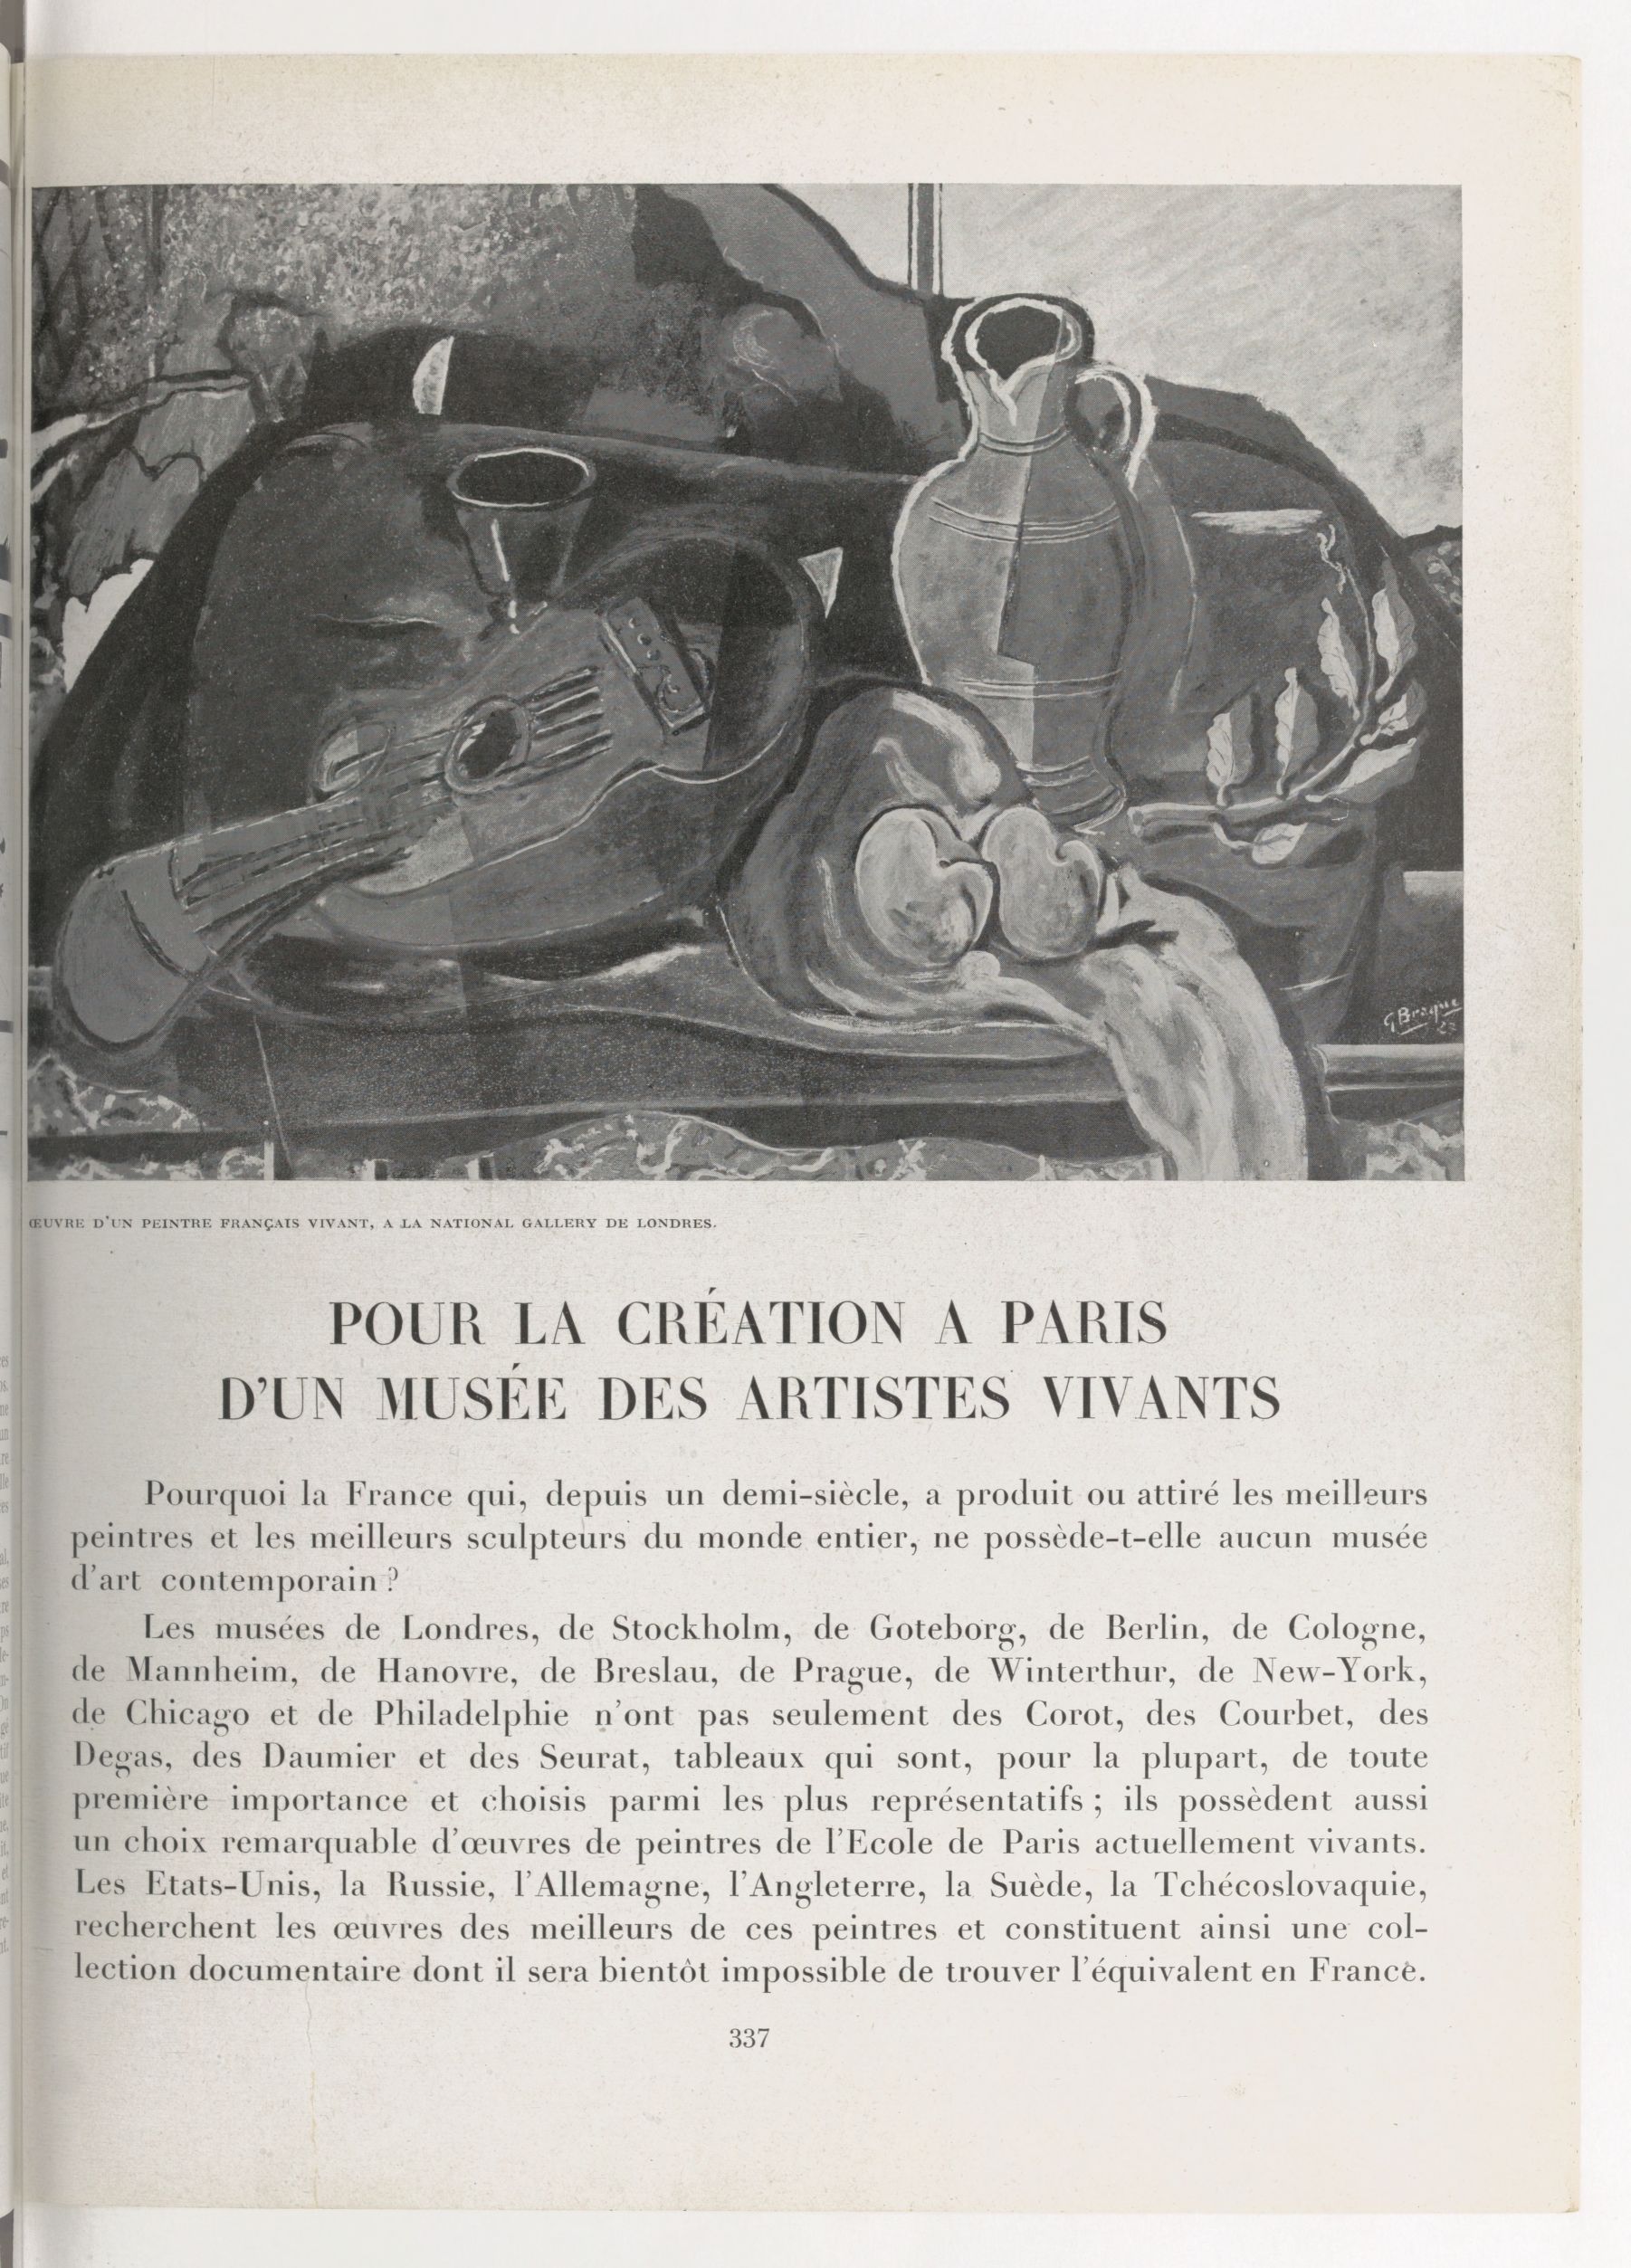 G Braque
ŒUVRE D'UN PEINTRE FRANÇAIS VIVANT, A LA NATIONAL GALLERY DE LONDRES.
POUR LA CRÉATION A PARIS
D'UN MUSÉE DES ARTISTES VIVANTS
Pourquoi la France qui, depuis un demi-siècle, a produit ou attiré les meilleurs
peintres et les meilleurs sculpteurs du monde entier, ne possède-t-elle aucun musée
d'art contemporain ?
Les musées de Londres, de Stockholm, de Goteborg, de Berlin, de Cologne,
de Mannheim, de Hanovre, de Breslau, de Prague, de Winterthur, de New-York,
de Chicago et de Philadelphie n'ont pas seulement des Corot, des Courbet, des
Degas, des Daumier et des Seurat, tableaux qui sont, pour la plupart, de toute
première importance et choisis parmi les plus représentatifs ; ils possèdent aussi
un choix remarquable d'œuvres de peintres de l'Ecole de Paris actuellement vivants.
Les Etats-Unis, la Russie, l'Allemagne, l'Angleterre, la Suède, la Tchécoslovaquie,
recherchent les œuvres des meilleurs de ces peintres et constituent ainsi une col-
lection documentaire dont il sera bientôt impossible de trouver l'équivalent en France.
337